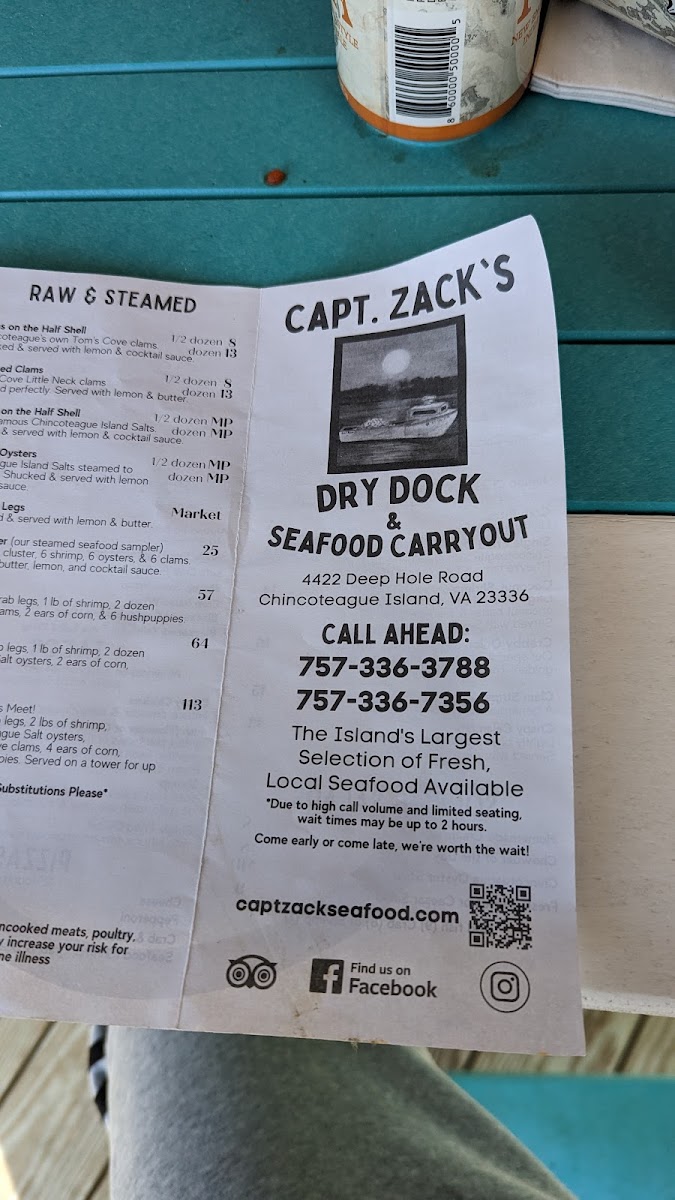 STYLE
NEW
8 60000 50000 5
RAW & STEAMED
s on the Half Shell
coteague's own Tom's Cove clams. 1/2 dozen 8
ked & served with lemon & cocktail sauce. dozen 13
ed Clams
Cove Little Neck clams 1/2 dozen 8
d perfectly. Served with lemon & butter. dozen 13
on the Half Shell
amous Chincoteague Island Salts. 1/2 dozen MP
& served with lemon & cocktail sauce. dozen MP
Oysters
gue Island Salts steamed to 1/2 dozen MP
Shucked & served with lemon dozen MP
sauce.
Legs
d & served with lemon & butter. Market
er (our steamed seafood sampler) 25
cluster, 6 shrimp, 6 oysters, & 6 clams.
butter, lemon, and cocktail sauce.
57
rab legs, 1 lb of shrimp, 2 dozen
ams, 2 ears of corn, & 6 hushpuppies
64
b legs, 1 lb of shrimp, 2 dozen
alt oysters, 2 ears of corn,
s Meet! 113
legs, 2 lbs of shrimp,
gue Salt oysters,
ve clams, 4 ears of corn,
pies. Served on a tower for up
Substitutions Please*
ncooked meats, poultry,
y increase your risk for
ne illness
CAPT. ZACK'S
DRY DOCK
&
SEAFOOD CARRYOUT
4422 Deep Hole Road
Chincoteague Island, VA 23336
CALL AHEAD:
757-336-3788
757-336-7356
The Island's Largest
Selection of Fresh,
Local Seafood Available
*Due to high call volume and limited seating,
wait times may be up to 2 hours.
Come early or come late, we're worth the wait!
captzackseafood.com
Find us on
Facebook